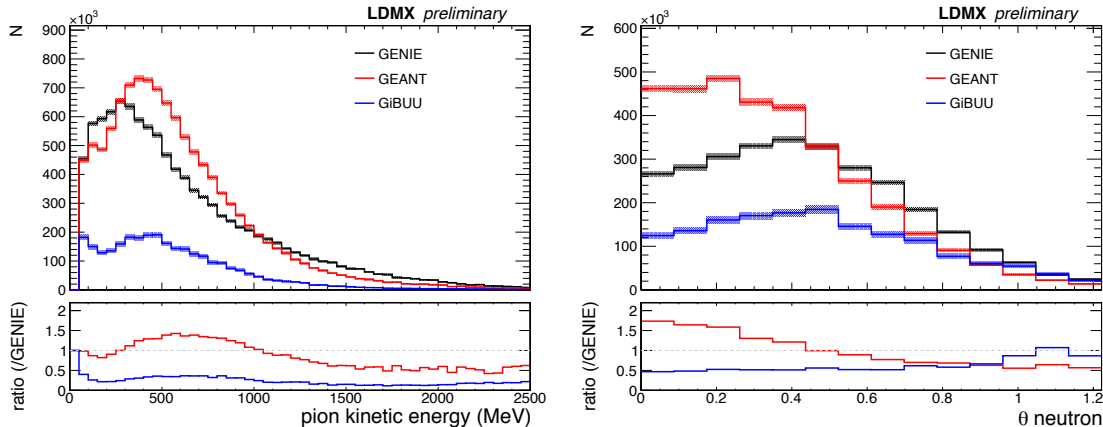 LDMX preliminary
N
×10³
900
800
700
600
500
400
300
200
100
0
GENIE
GEANT
GiBUU
ratio (/GENIE)
2
1.5
1
0.5
0
0 500 1000 1500 2000 2500
pion kinetic energy (MeV)
LDMX preliminary
N
×10³
600
500
400
300
200
100
0
GENIE
GEANT
GiBUU
ratio (/GENIE)
2
1.5
1
0.5
0
0 0.2 0.4 0.6 0.8 1 1.2
θ neutron